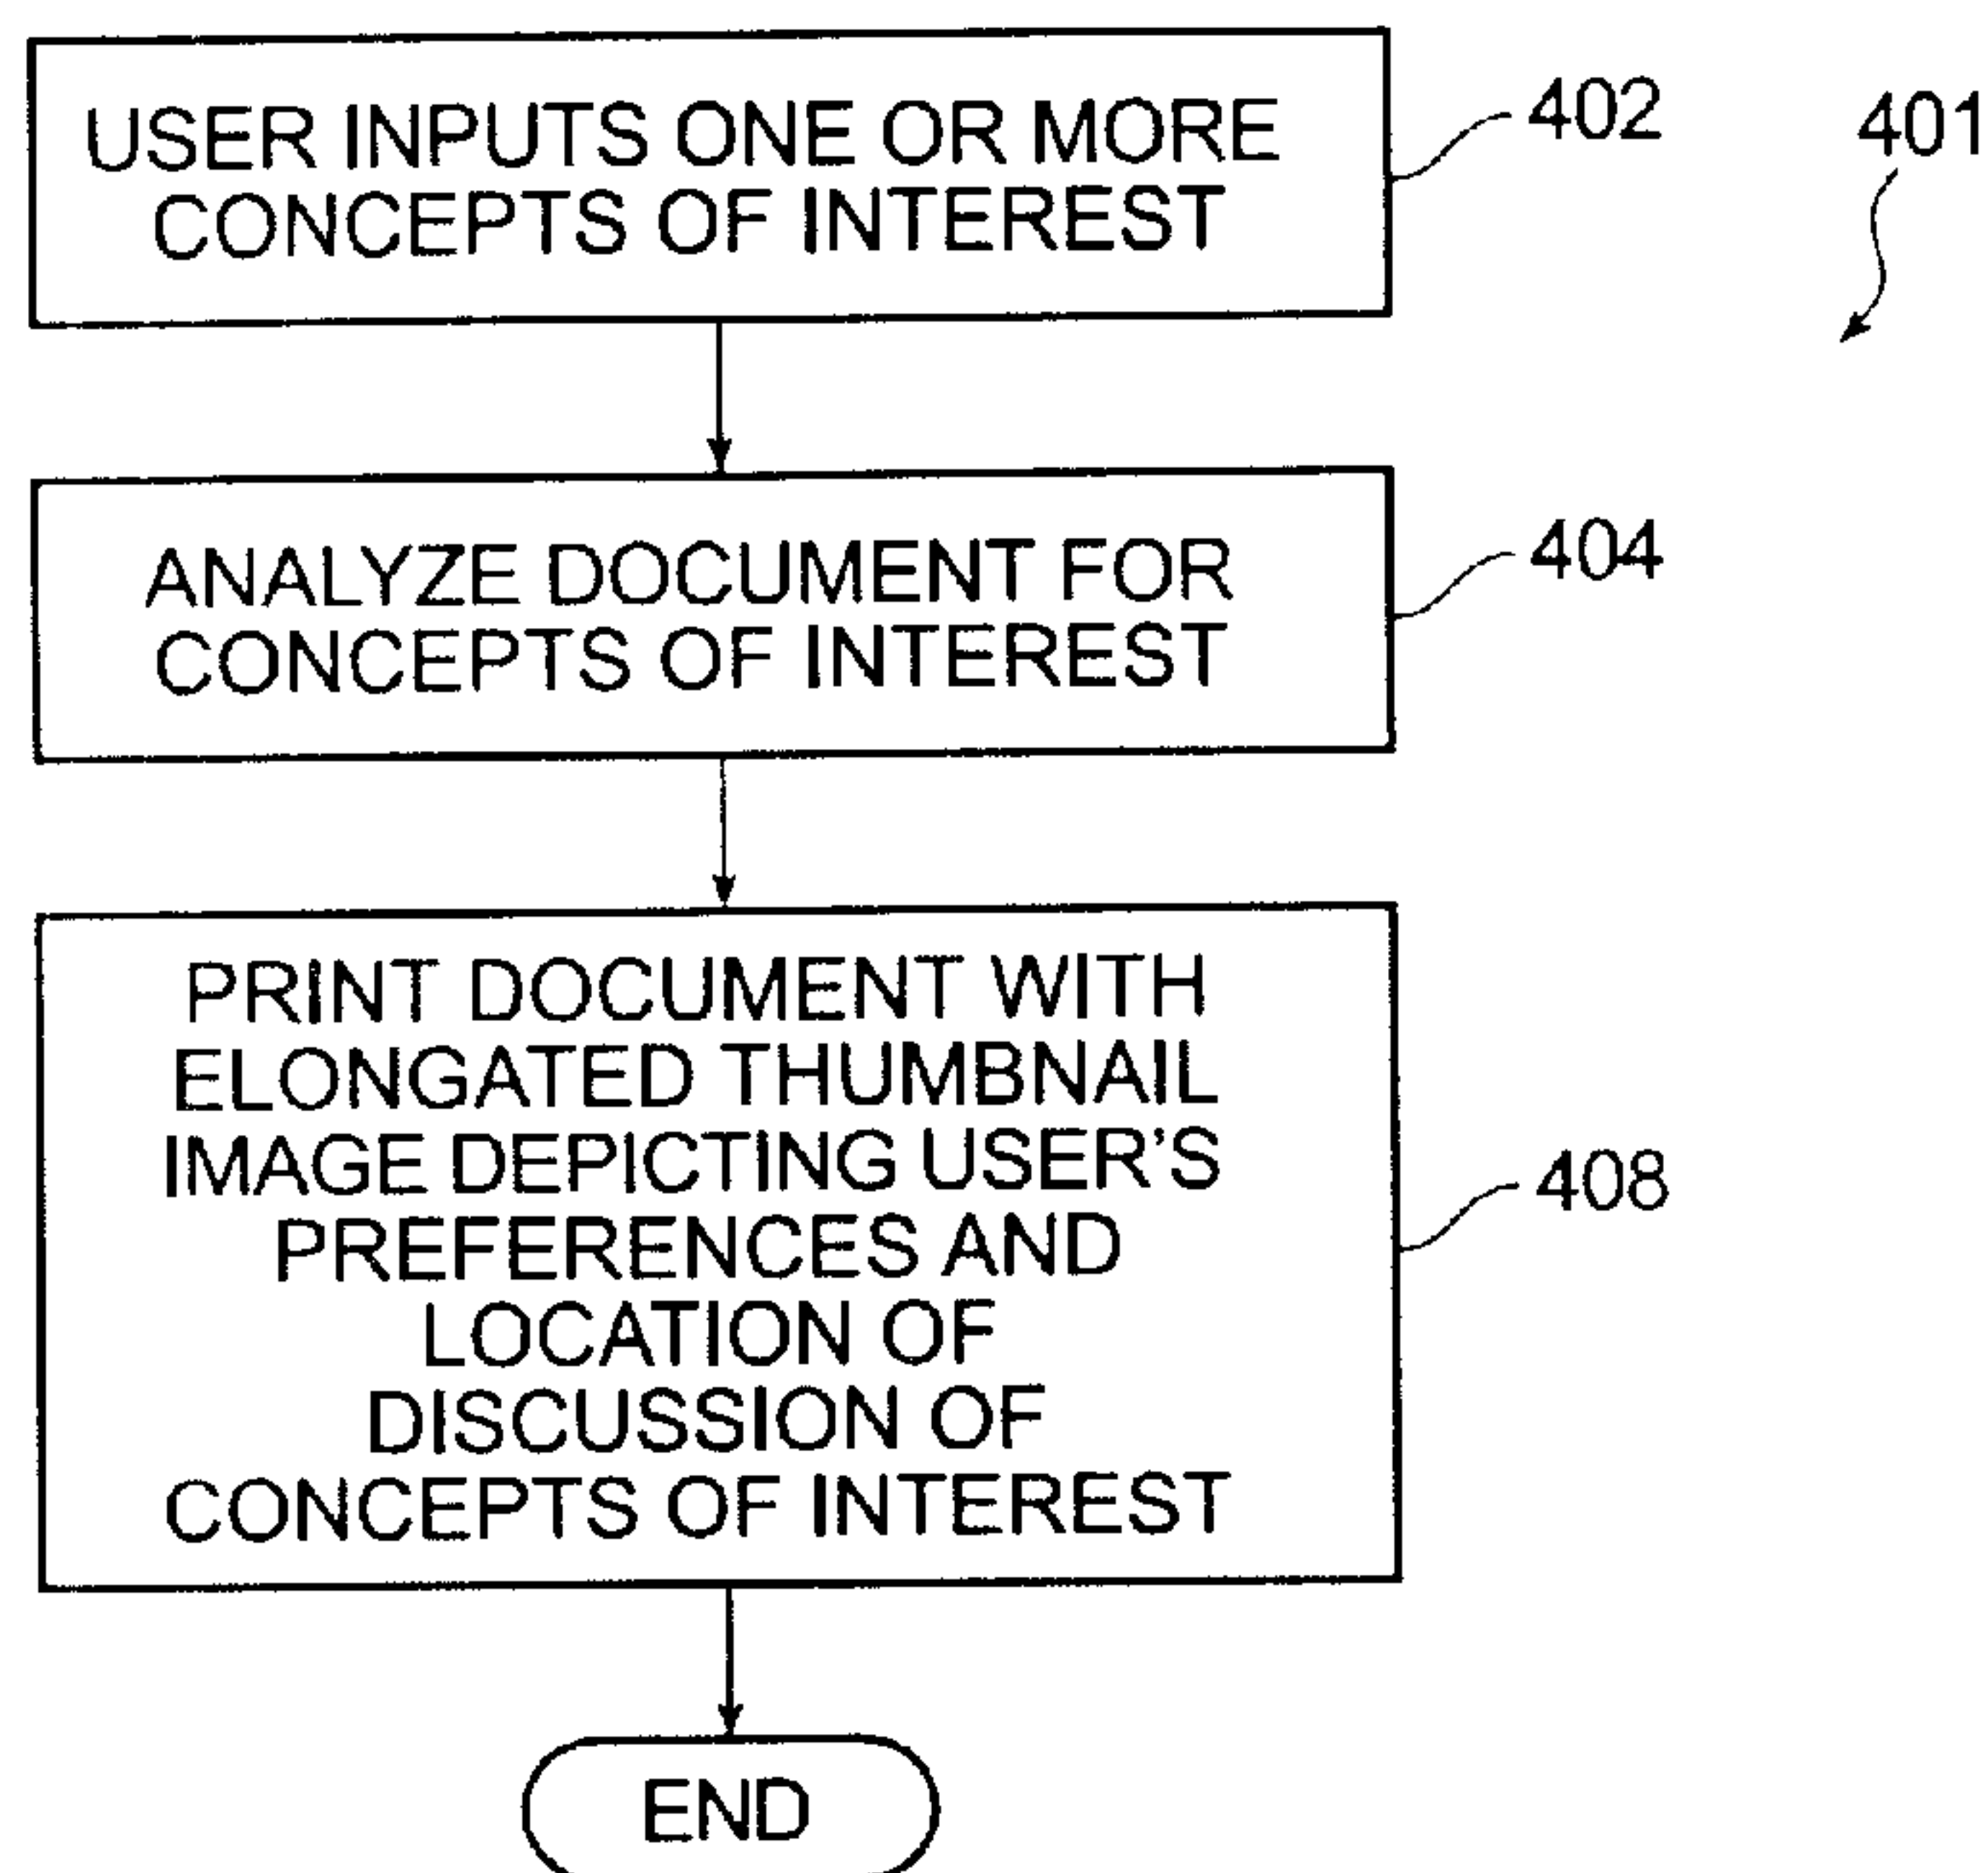 USER INPUTS ONE OR MORE
CONCEPTS OF INTEREST
402
401
ANALYZE DOCUMENT FOR
CONCEPTS OF INTEREST
404
PRINT DOCUMENT WITH
ELONGATED THUMBNAIL
IMAGE DEPICTING USER'S
PREFERENCES AND
LOCATION OF
DISCUSSION OF
CONCEPTS OF INTEREST
408
END